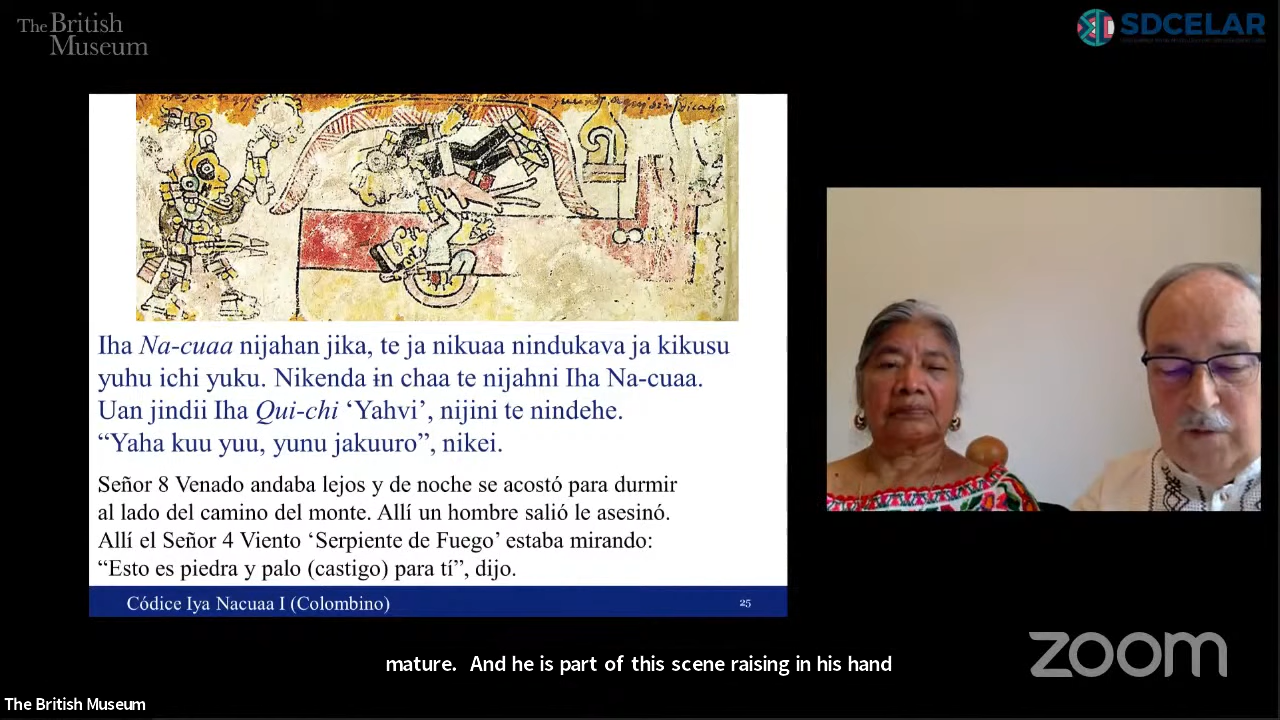 The British
Museum
SDCELAR
Iha Na-cuaa nijahan jika, te ja nikuaa nindukava ja kikusu
yuhu ichi yuku. Nikenda ɨn chaa te nijahni Iha Na-cuaa.
Uan jindii Iha Qui-chi ‘Yahvi’, nijini te nindehe.
“Yaha kuu yuu, yunu jakuuro”, nikei.
Señor 8 Venado andaba lejos y de noche se acostó para durmir
al lado del camino del monte. Allí un hombre salió le asesinó.
Allí el Señor 4 Viento ‘Serpiente de Fuego’ estaba mirando:
“Esto es piedra y palo (castigo) para tí”, dijo.
Códice Iya Nacuaa I (Colombino)
25
mature. And he is part of this scene raising in his hand
zoom
The British Museum